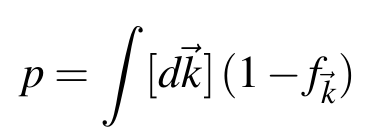 p = ∫ [dk⃗] (1 − f_k⃗)